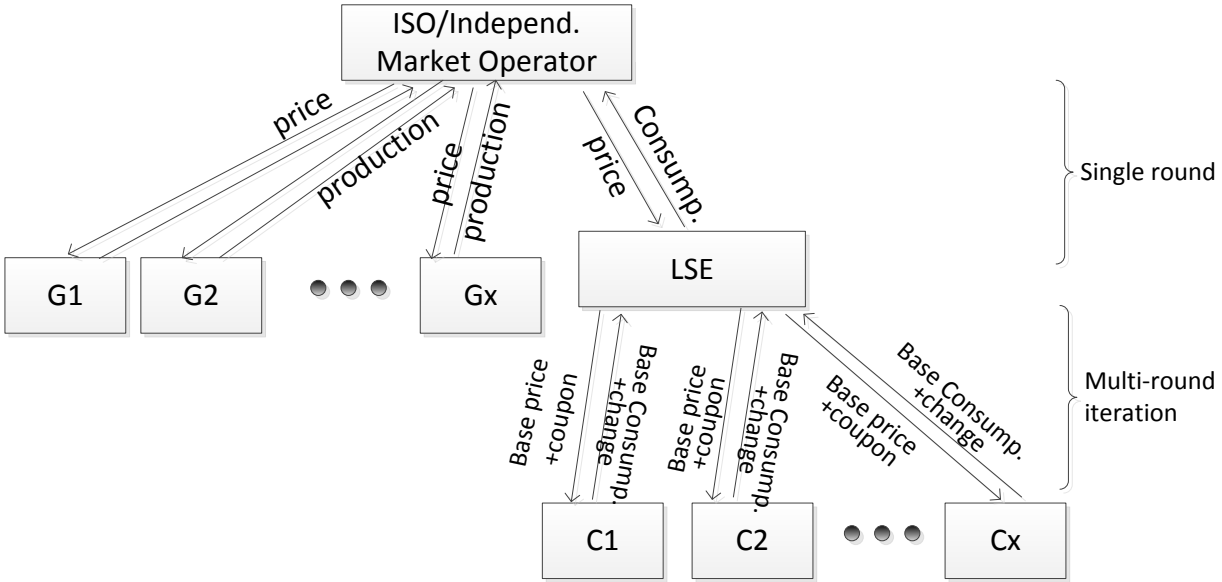 ISO/Independ.
Market Operator
price
production
price
production
price
Consump.
Single round
G1
G2
Gx
LSE
Base price
+coupon
Base Consump.
+change
Base price
+coupon
Base Consump.
+change
Base price
+coupon
Base Consump.
+change
Multi-round
iteration
C1
C2
Cx